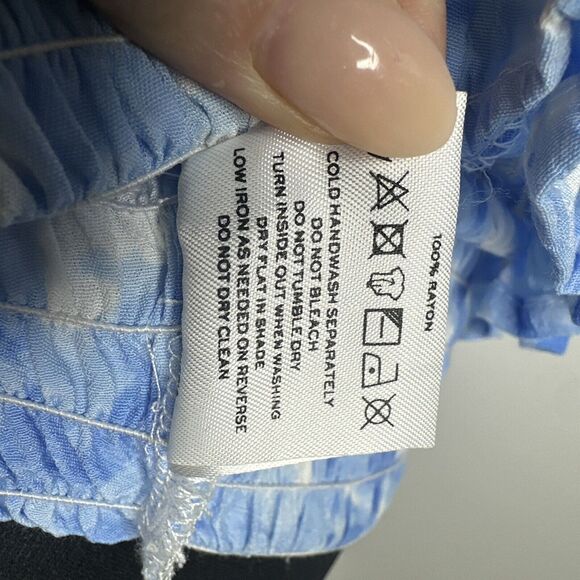 100% RAYON
COLD HANDWASH SEPARATELY
DO NOT BLEACH
DO NOT TUMBLE DRY
TURN INSIDE OUT WHEN WASHING
DRY FLAT IN SHADE
LOW IRON AS NEEDED ON REVERSE
DO NOT DRY CLEAN